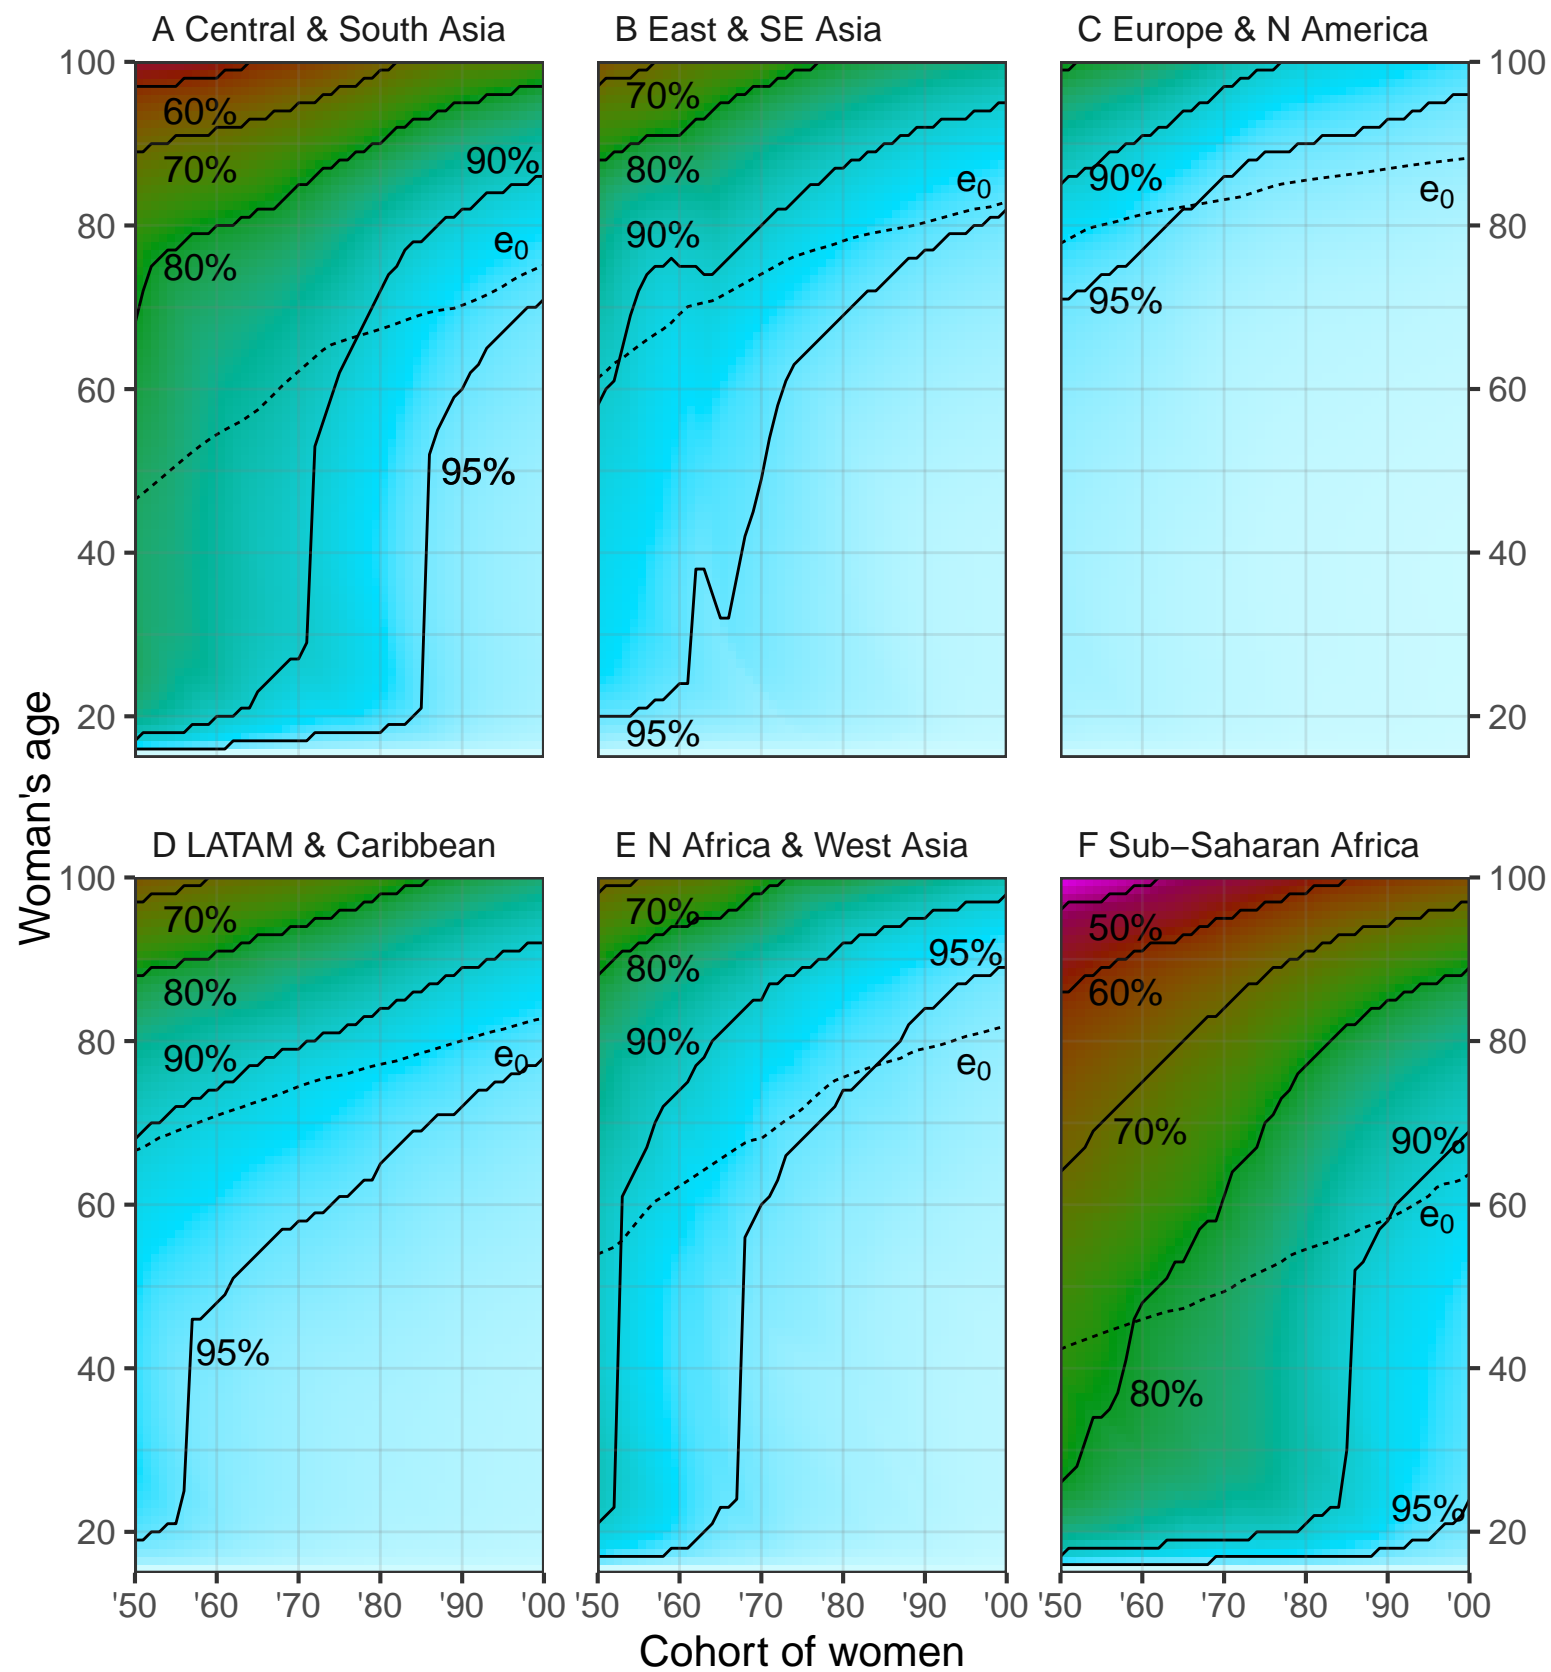 A Central & South Asia
B East & SE Asia
C Europe & N America
100
80
60
40
20
60%
70%
80%
90%
e0
95%
70%
80%
90%
e0
95%
90%
95%
e0
100
80
60
40
20
Woman's age
D LATAM & Caribbean
E N Africa & West Asia
F Sub−Saharan Africa
100
80
60
40
20
70%
80%
90%
e0
95%
70%
80%
90%
95%
e0
50%
60%
70%
80%
90%
e0
95%
100
80
60
40
20
'50 '60 '70 '80 '90 '00
'50 '60 '70 '80 '90 '00
'50 '60 '70 '80 '90 '00
Cohort of women